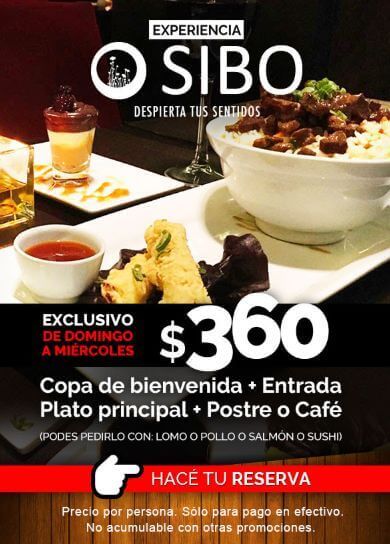 EXPERIENCIA
OSIBO
DESPIERTA TUS SENTIDOS
EXCLUSIVO
DE DOMINGO
A MIÉRCOLES
$360
Copa de bienvenida + Entrada
Plato principal + Postre o Café
(PODES PEDIRLO CON: LOMO O POLLO O SALMÓN O SUSHI)
HACÉ TU RESERVA
Precio por persona. Sólo para pago en efectivo.
No acumulable con otras promociones.